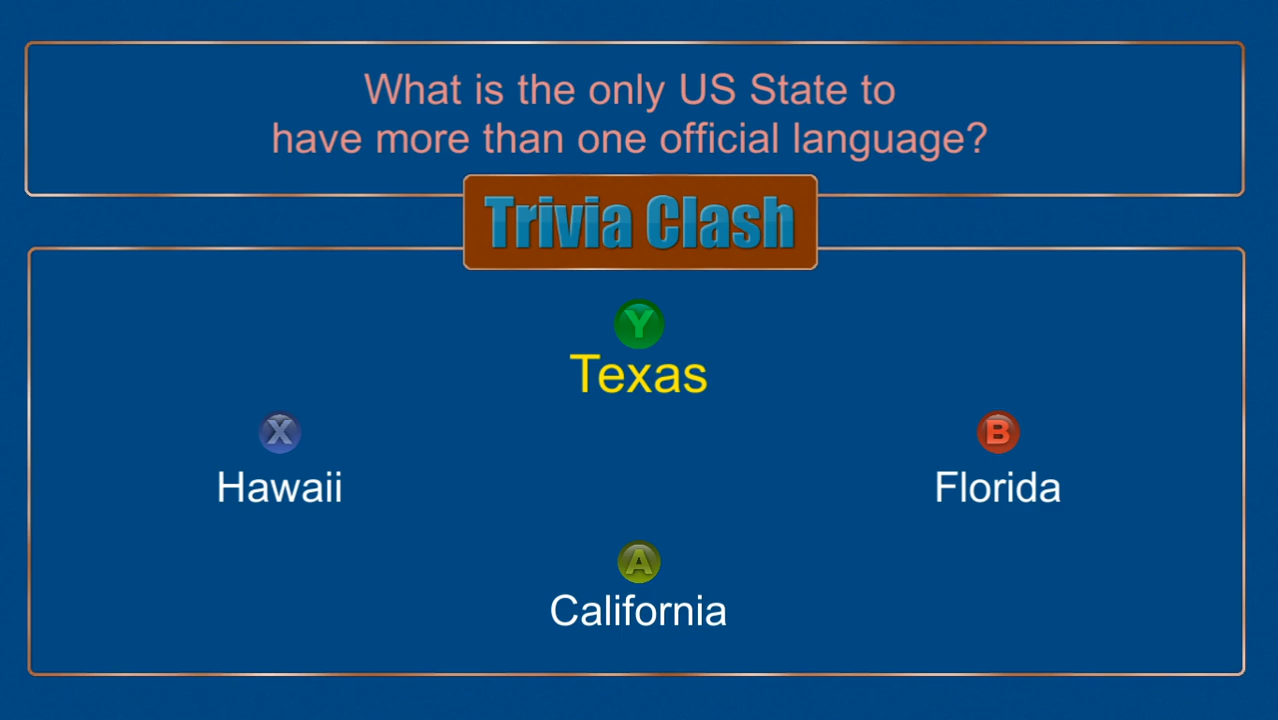 What is the only US State to
have more than one official language?
Trivia Clash
Y
Texas
X
Hawaii
B
Florida
A
California